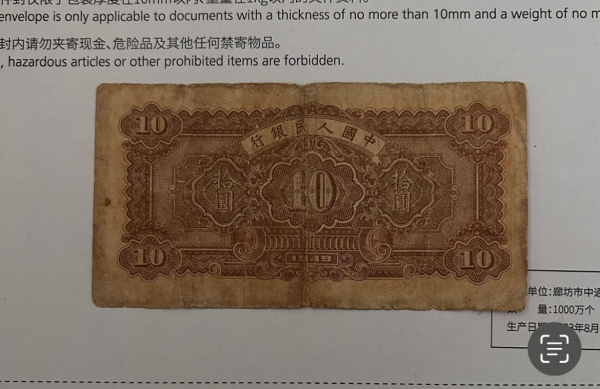 envelope is only applicable to documents with a thickness of no more than 10mm and a weight of no m
封内请勿夹寄现金、危险品及其他任何禁寄物品。
, hazardous articles or other prohibited items are forbidden.
中國人民銀行
10 10
拾圓 10 拾圓
1949
10 10
单位:廊坊市中
量:1000万个
生产日 3年8月